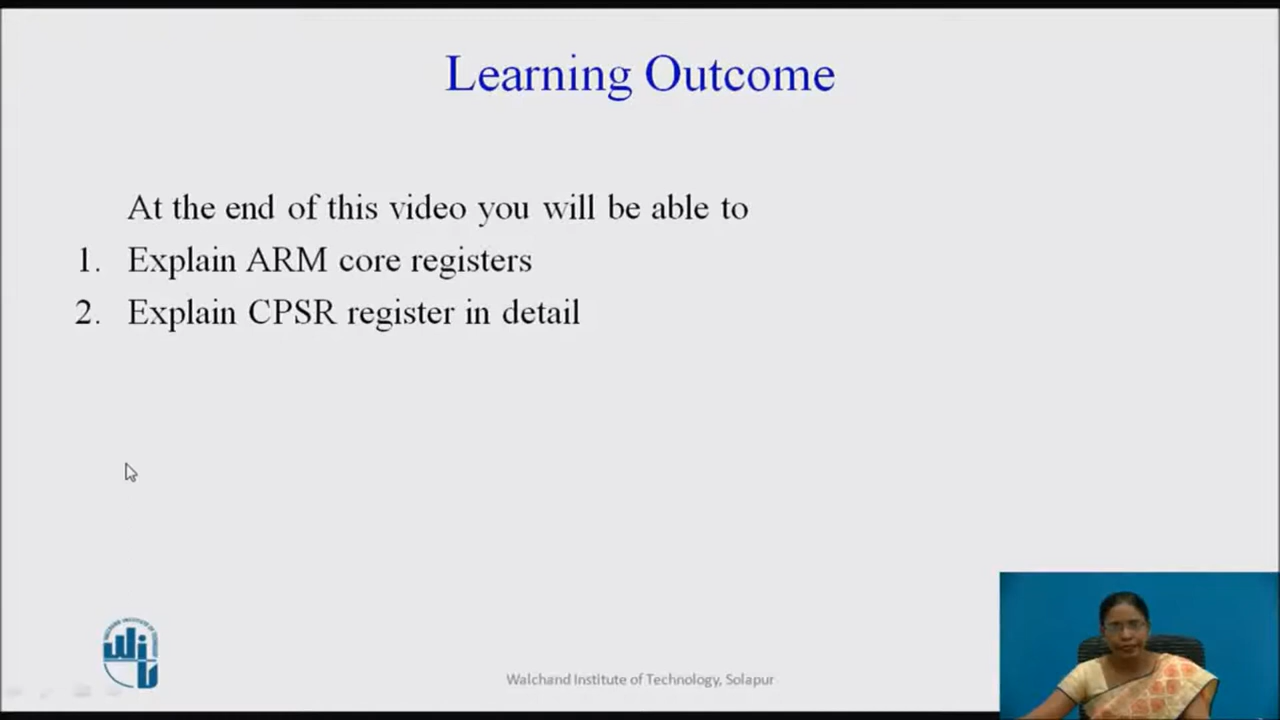 Learning Outcome
At the end of this video you will be able to
1. Explain ARM core registers
2. Explain CPSR register in detail
Walchand Institute of Technology, Solapur